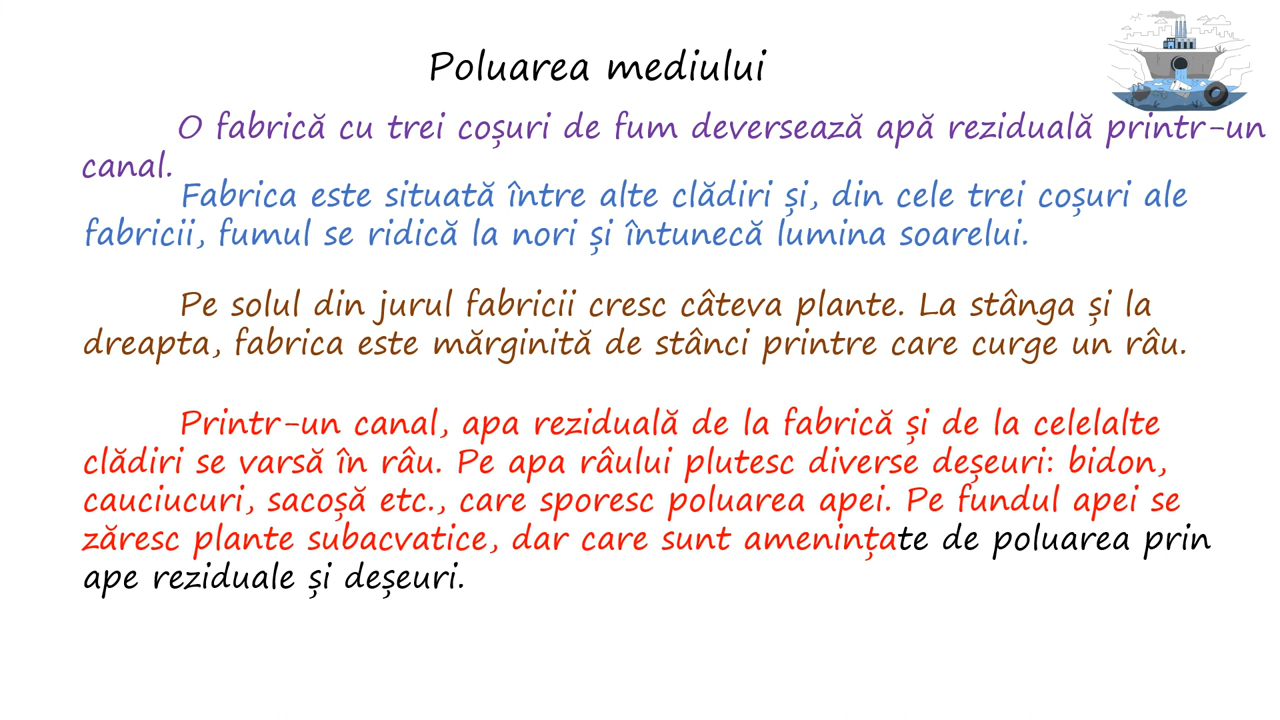 Poluarea mediului
O fabrică cu trei coșuri de fum deversează apă reziduală printr-un
canal.
Fabrica este situată între alte clădiri și, din cele trei coșuri ale
fabricii, fumul se ridică la nori și întunecă lumina soarelui.
Pe solul din jurul fabricii cresc câteva plante. La stânga și la
dreapta, fabrica este mărginită de stânci printre care curge un râu.
Printr-un canal, apa reziduală de la fabrică și de la celelalte
clădiri se varsă în râu. Pe apa râului plutesc diverse deșeuri: bidon,
cauciucuri, sacoșă etc., care sporesc poluarea apei. Pe fundul apei se
zăresc plante subacvatice, dar care sunt amenințate de poluarea prin
ape reziduale și deșeuri.